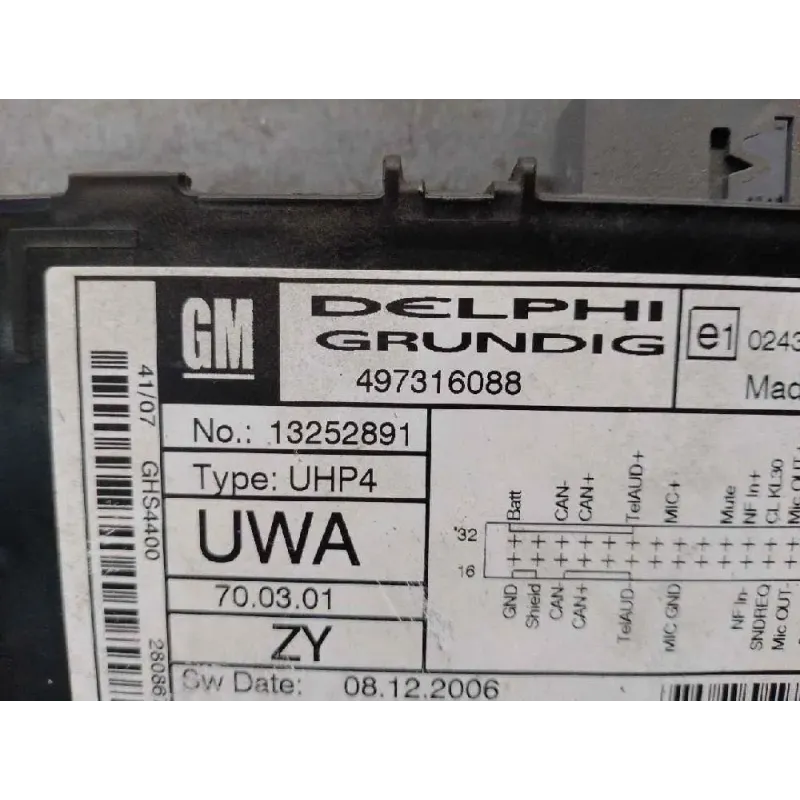 GM
DELPHI
GRUNDIG
497316088
e1
No.: 13252891
Type: UHP4
UWA
70.03.01
ZY
Sw Date: 08.12.2006
41/07 GHS4400
Batt CAN- CAN+ TelAUD+ MIC+ Mute NF In+ CL KL30 Mic OUT+
32
16
GND Shield CAN- CAN+ TelAUD- MIC GND NF In- SNDREQ Mic OUT-